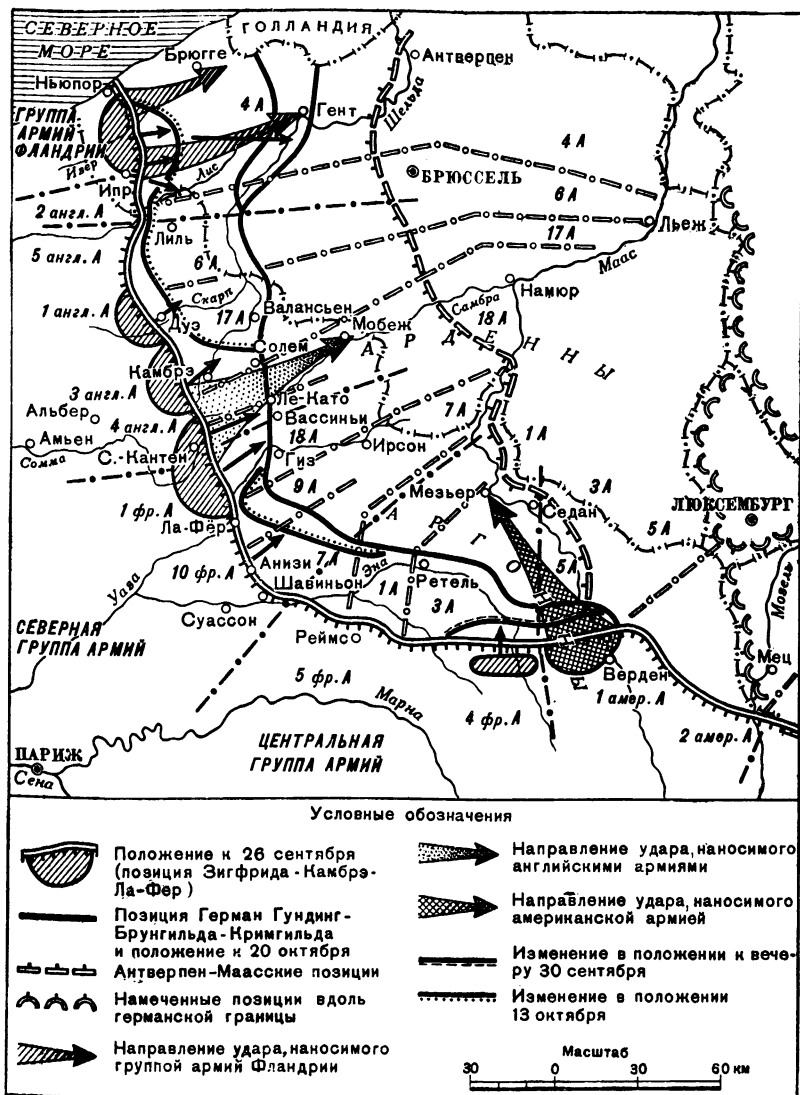 СЕВЕРНОЕ
МОРЕ
ГОЛЛАНДИЯ
Брюгге
Антверпен
Ньюпор
ГРУППА
АРМИЙ
ФЛАНДРИИ
4 А
Гент
Шельда
Изер
Лис
4 А
БРЮССЕЛЬ
Ипр
6 А
2 англ. А
Лиль
17 А
Льеж
5 англ. А
6 А
Маас
Скарп
Намюр
1 англ. А
Дуэ
17 А
Валансьен
Самбра
18 А
Мобеж
Солем
А Р Д Е Н Н Ы
Камбрэ
3 англ. А
Ле-Като
Альбер
4 англ. А
Вассиньи
7 А
1 А
Амьен
18 А
Ирсон
Сомма
С.-Кантен
Гиз
9 А
Мезьер
3 А
1 фр. А
Седан
ЛЮКСЕМБУРГ
Ла-Фер
А Р Г О Ы
5 А
10 фр. А
Анизи
7 А
Эна
5 А
Шавиньон
1 А
Ретель
Уаза
3 А
Мозель
Суассон
СЕВЕРНАЯ
ГРУППА АРМИЙ
Реймс
Верден
Мец
5 фр. А
1 амер. А
Марна
4 фр. А
2 амер. А
ЦЕНТРАЛЬНАЯ
ГРУППА АРМИЙ
ПАРИЖ
Сена
Условные обозначения
Положение к 26 сентября
(позиция Зигфрида-Камбрэ-
Ла-Фер)
Позиция Герман Гундинг-
Брунгильда-Кримгильда
и положение к 20 октября
Антверпен-Маасские позиции
Намеченные позиции вдоль
германской границы
Направление удара, наносимого
группой армий Фландрии
Направление удара, наносимого
английскими армиями
Направление удара, наносимого
американской армией
Изменение в положении к вече-
ру 30 сентября
Изменение в положении
13 октября
Масштаб
30 0 30 60 км